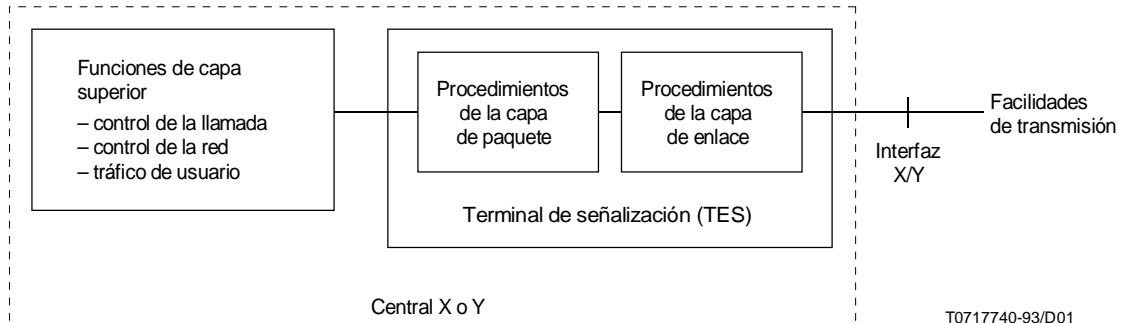 Funciones de capa
superior
– control de la llamada
– control de la red
– tráfico de usuario
Procedimientos
de la capa
de paquete
Procedimientos
de la capa
de enlace
Terminal de señalización (TES)
Interfaz
X/Y
Facilidades
de transmisión
Central X o Y
T0717740-93/D01